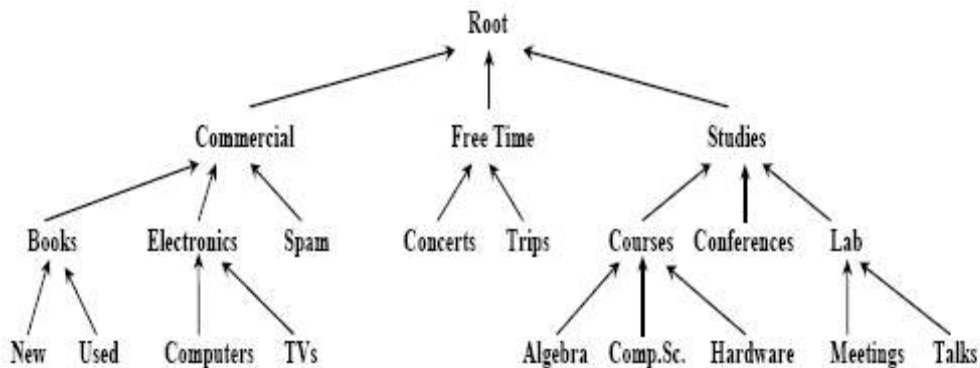 Root
Commercial Free Time Studies
Books Electronics Spam Concerts Trips Courses Conferences Lab
New Used Computers TVs Algebra Comp.Sc. Hardware Meetings Talks